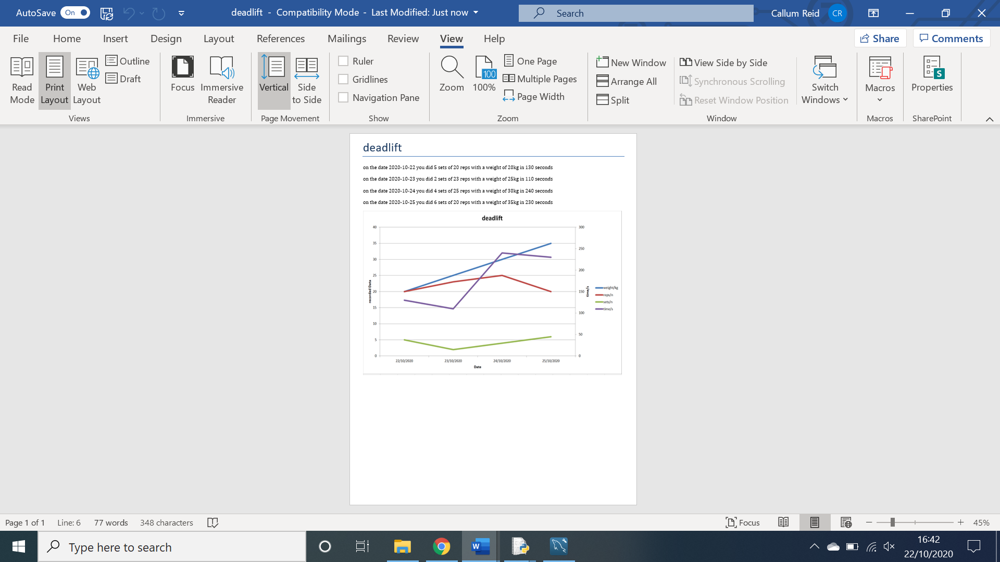 AutoSave On deadlift - Compatibility Mode - Last Modified: Just now Search Callum Reid CR
File Home Insert Design Layout References Mailings Review View Help Share Comments
Read Mode
Print Layout
Web Layout
Outline
Draft
Views
Focus
Immersive Reader
Immersive
Vertical
Side to Side
Page Movement
Ruler
Gridlines
Navigation Pane
Show
Zoom
100
100%
One Page
Multiple Pages
Page Width
Zoom
New Window
Arrange All
Split
View Side by Side
Synchronous Scrolling
Reset Window Position
Switch Windows
Window
Macros
Macros
S
Properties
SharePoint
deadlift
on the date 2020-10-22 you did 5 sets of 20 reps with a weight of 20kg in 130 seconds
on the date 2020-10-23 you did 2 sets of 23 reps with a weight of 25kg in 110 seconds
on the date 2020-10-24 you did 4 sets of 25 reps with a weight of 30kg in 240 seconds
on the date 2020-10-25 you did 6 sets of 20 reps with a weight of 35kg in 230 seconds
deadlift
40
35
30
25
20
15
10
5
0
recorded Data
300
250
200
150
100
50
0
time/s
weight/kg
reps/n
sets/n
time/s
22/10/2020 23/10/2020 24/10/2020 25/10/2020
Date
Page 1 of 1 Line: 6 77 words 348 characters Focus 45%
Type here to search
W
16:42
22/10/2020